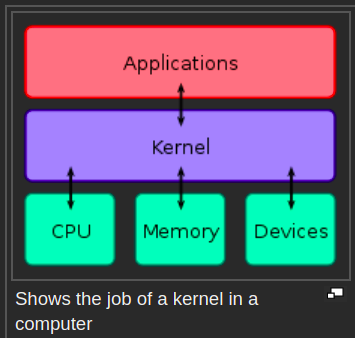 Applications
Kernel
CPU Memory Devices
Shows the job of a kernel in a
computer